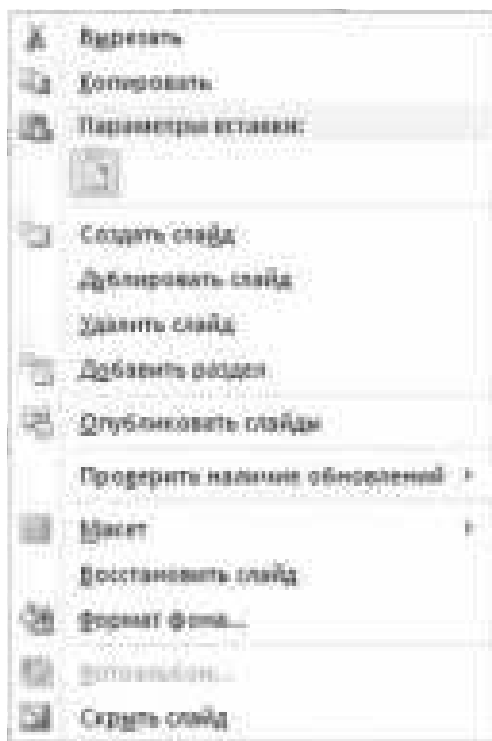 Вырезать
Копировать
Параметры вставки:
Создать слайд
Дублировать слайд
Удалить слайд
Добавить раздел
Опубликовать слайды
Проверить наличие обновлений
Макет
Восстановить слайд
Формат фона...
Фотоальбом...
Скрыть слайд